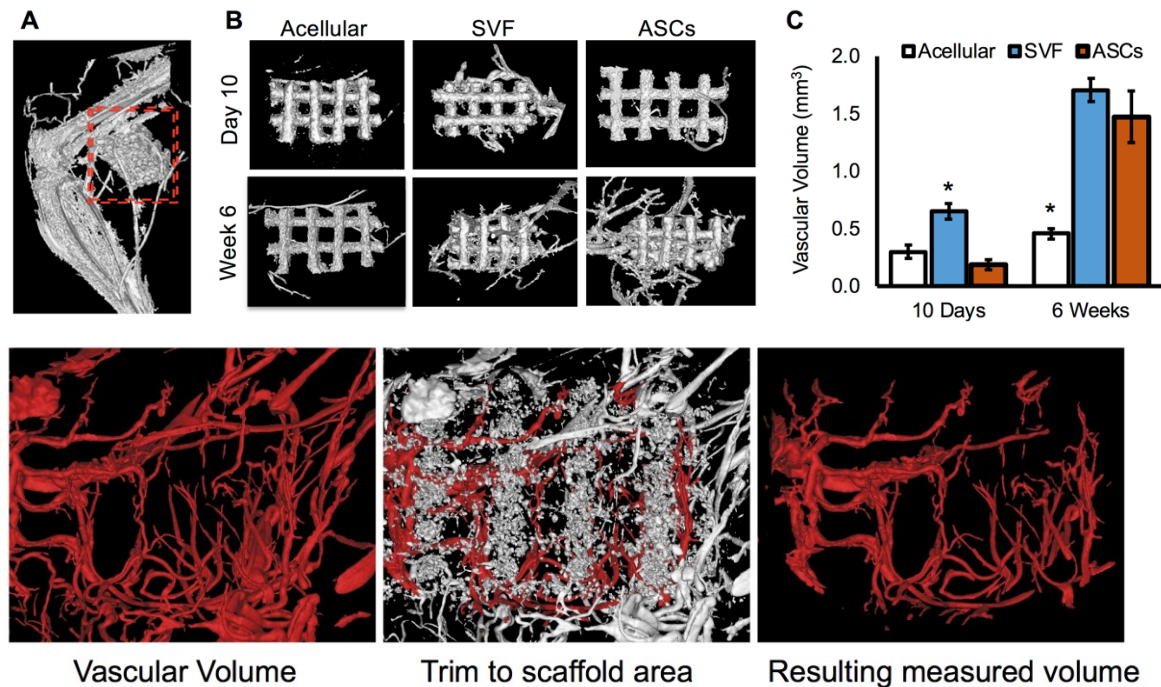 A
B
Acellular
SVF
ASCs
Day 10
Week 6
C
Acellular SVF ASCs
Vascular Volume (mm³)
2.0
1.5
1.0
0.5
0.0
*
*
10 Days
6 Weeks
Vascular Volume
Trim to scaffold area
Resulting measured volume